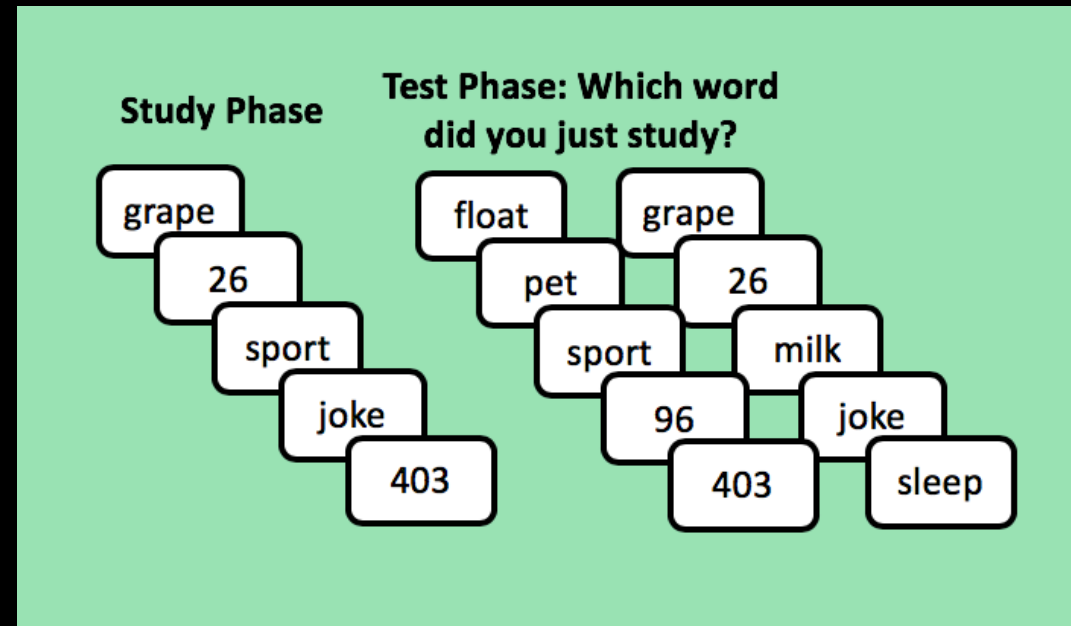 Study Phase
grape
26
sport
joke
403
Test Phase: Which word
did you just study?
float grape
pet 26
sport milk
96 joke
403 sleep